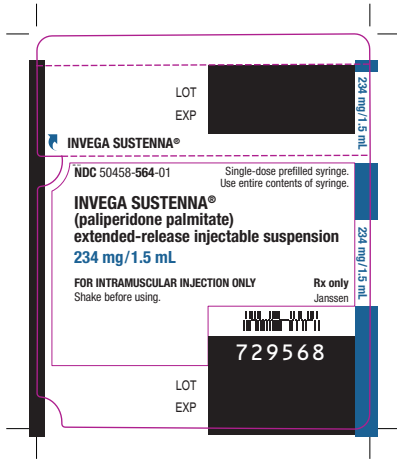 LOT
EXP
234 mg/1.5 mL
INVEGA SUSTENNA®
NDC 50458-564-01
Single-dose prefilled syringe.
Use entire contents of syringe.
INVEGA SUSTENNA®
(paliperidone palmitate)
extended-release injectable suspension
234 mg/1.5 mL
234 mg/1.5 mL
FOR INTRAMUSCULAR INJECTION ONLY
Rx only
Shake before using.
Janssen
729568
LOT
EXP